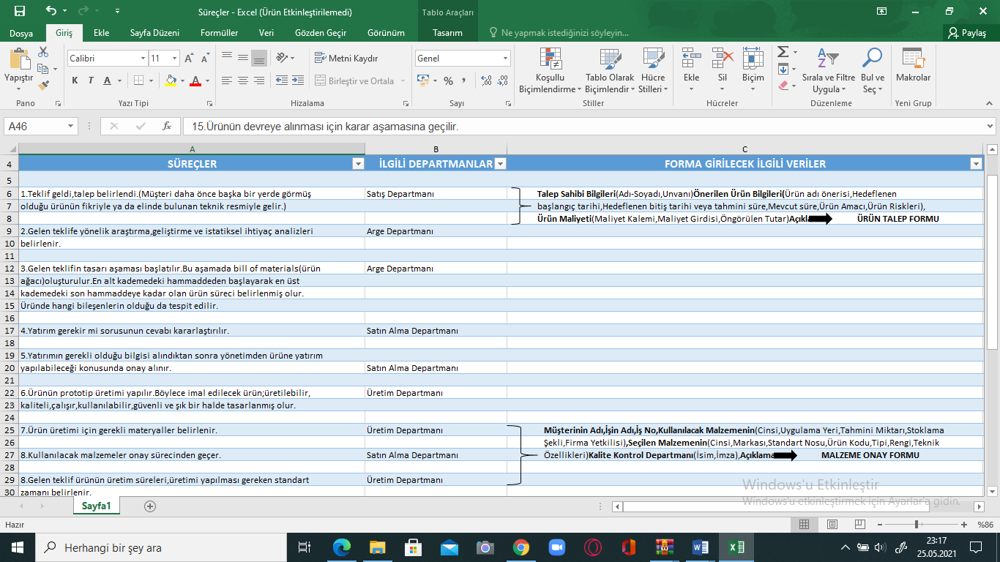 Süreçler - Excel (Ürün Etkinleştirilemedi)
Tablo Araçları
Dosya Giriş Ekle Sayfa Düzeni Formüller Veri Gözden Geçir Görünüm Tasarım Ne yapmak istediğinizi söyleyin... Paylaş
Yapıştır
Calibri 11
K T A
Metni Kaydır
Birleştir ve Ortala
Genel
%
Koşullu Biçimlendirme
Tablo Olarak Biçimlendir
Hücre Stilleri
Ekle
Sil
Biçim
Sırala ve Filtre Uygula
Bul ve Seç
Makrolar
Pano Yazı Tipi Hizalama Sayı Stiller Hücreler Düzenleme Yeni Grup
A46 fx 15.Ürünün devreye alınması için karar aşamasına geçilir.
A B C
4 SÜREÇLER İLGİLİ DEPARTMANLAR FORMA GİRİLECEK İLGİLİ VERİLER
5
6 1.Teklif geldi,talep belirlendi.(Müşteri daha önce başka bir yerde görmüş Satış Departmanı Talep Sahibi Bilgileri(Adı-Soyadı,Unvanı)Önerilen Ürün Bilgileri(Ürün adı önerisi,Hedeflenen
7 olduğu ürünün fikriyle ya da elinde bulunan teknik resmiyle gelir.) başlangıç tarihi,Hedeflenen bitiş tarihi veya tahmini süre,Mevcut süre,Ürün Amacı,Ürün Riskleri),
8 Ürün Maliyeti(Maliyet Kalemi,Maliyet Girdisi,Öngörülen Tutar)Açıkla ÜRÜN TALEP FORMU
9 2.Gelen teklife yönelik araştırma,geliştirme ve istatiksel ihtiyaç analizleri Arge Departmanı
10 belirlenir.
11
12 3.Gelen teklifin tasarı aşaması başlatılır.Bu aşamada bill of materials(ürün Arge Departmanı
13 ağacı)oluşturulur.En alt kademedeki hammaddeden başlayarak en üst
14 kademedeki son hammaddeye kadar olan ürün süreci belirlenmiş olur.
15 Üründe hangi bileşenlerin olduğu da tespit edilir.
16
17 4.Yatırım gerekir mi sorusunun cevabı kararlaştırılır. Satın Alma Departmanı
18
19 5.Yatırımın gerekli olduğu bilgisi alındıktan sonra yönetimden ürüne yatırım
20 yapılabileceği konusunda onay alınır. Satın Alma Departmanı
21
22 6.Ürünün prototip üretimi yapılır.Böylece imal edilecek ürün;üretilebilir, Üretim Departmanı
23 kaliteli,çalışır,kullanılabilir,güvenli ve şık bir halde tasarlanmış olur.
24
25 7.Ürün üretimi için gerekli materyaller belirlenir. Üretim Departmanı Müşterinin Adı,İşin Adı,İş No,Kullanılacak Malzemenin(Cinsi,Uygulama Yeri,Tahmini Miktarı,Stoklama
26 Şekli,Firma Yetkilisi),Seçilen Malzemenin(Cinsi,Markası,Standart Nosu,Ürün Kodu,Tipi,Rengi,Teknik
27 8.Kullanılacak malzemeler onay sürecinden geçer. Satın Alma Departmanı Özellikleri)Kalite Kontrol Departmanı(İsim,İmza),Açıklama MALZEME ONAY FORMU
28
29 8.Gelen teklif ürünün üretim süreleri,üretimi yapılması gereken standart Üretim Departmanı
30 zamanı belirlenir.
Windows'u Etkinleştir
Windows'u etkinleştirmek için Ayarlar'a gidin.
Sayfa1
Hazır %86
Herhangi bir şey ara
23:17
25.05.2021